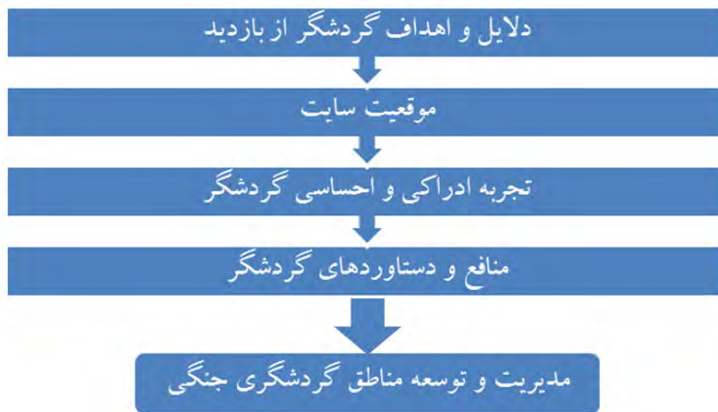 دلایل و اهداف گردشگر از بازدید
موقعیت سایت
تجربه ادراکی و احساسی گردشگر
منافع و دستاوردهای گردشگر
مدیریت و توسعه مناطق گردشگری جنگی